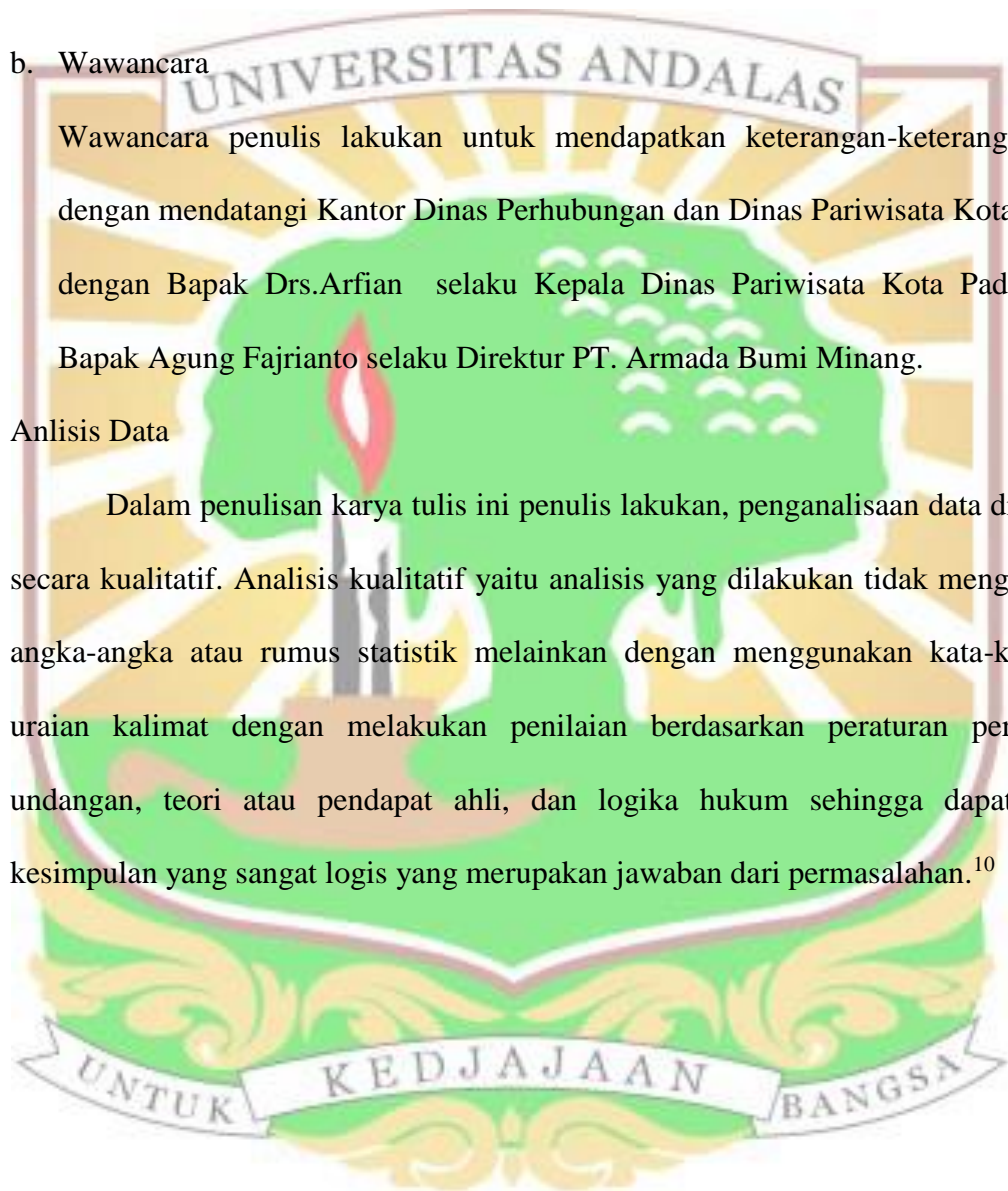 UNIVERSITAS ANDALAS
b. Wawancara
Wawancara penulis lakukan untuk mendapatkan keterangan-keterang
dengan mendatangi Kantor Dinas Perhubungan dan Dinas Pariwisata Kota
dengan Bapak Drs.Arfian selaku Kepala Dinas Pariwisata Kota Pad
Bapak Agung Fajrianto selaku Direktur PT. Armada Bumi Minang.
Anlisis Data
Dalam penulisan karya tulis ini penulis lakukan, penganalisaan data d
secara kualitatif. Analisis kualitatif yaitu analisis yang dilakukan tidak meng
angka-angka atau rumus statistik melainkan dengan menggunakan kata-k
uraian kalimat dengan melakukan penilaian berdasarkan peraturan per
undangan, teori atau pendapat ahli, dan logika hukum sehingga dapat
kesimpulan yang sangat logis yang merupakan jawaban dari permasalahan.10
UNTUK KEDJAJAAN BANGSA